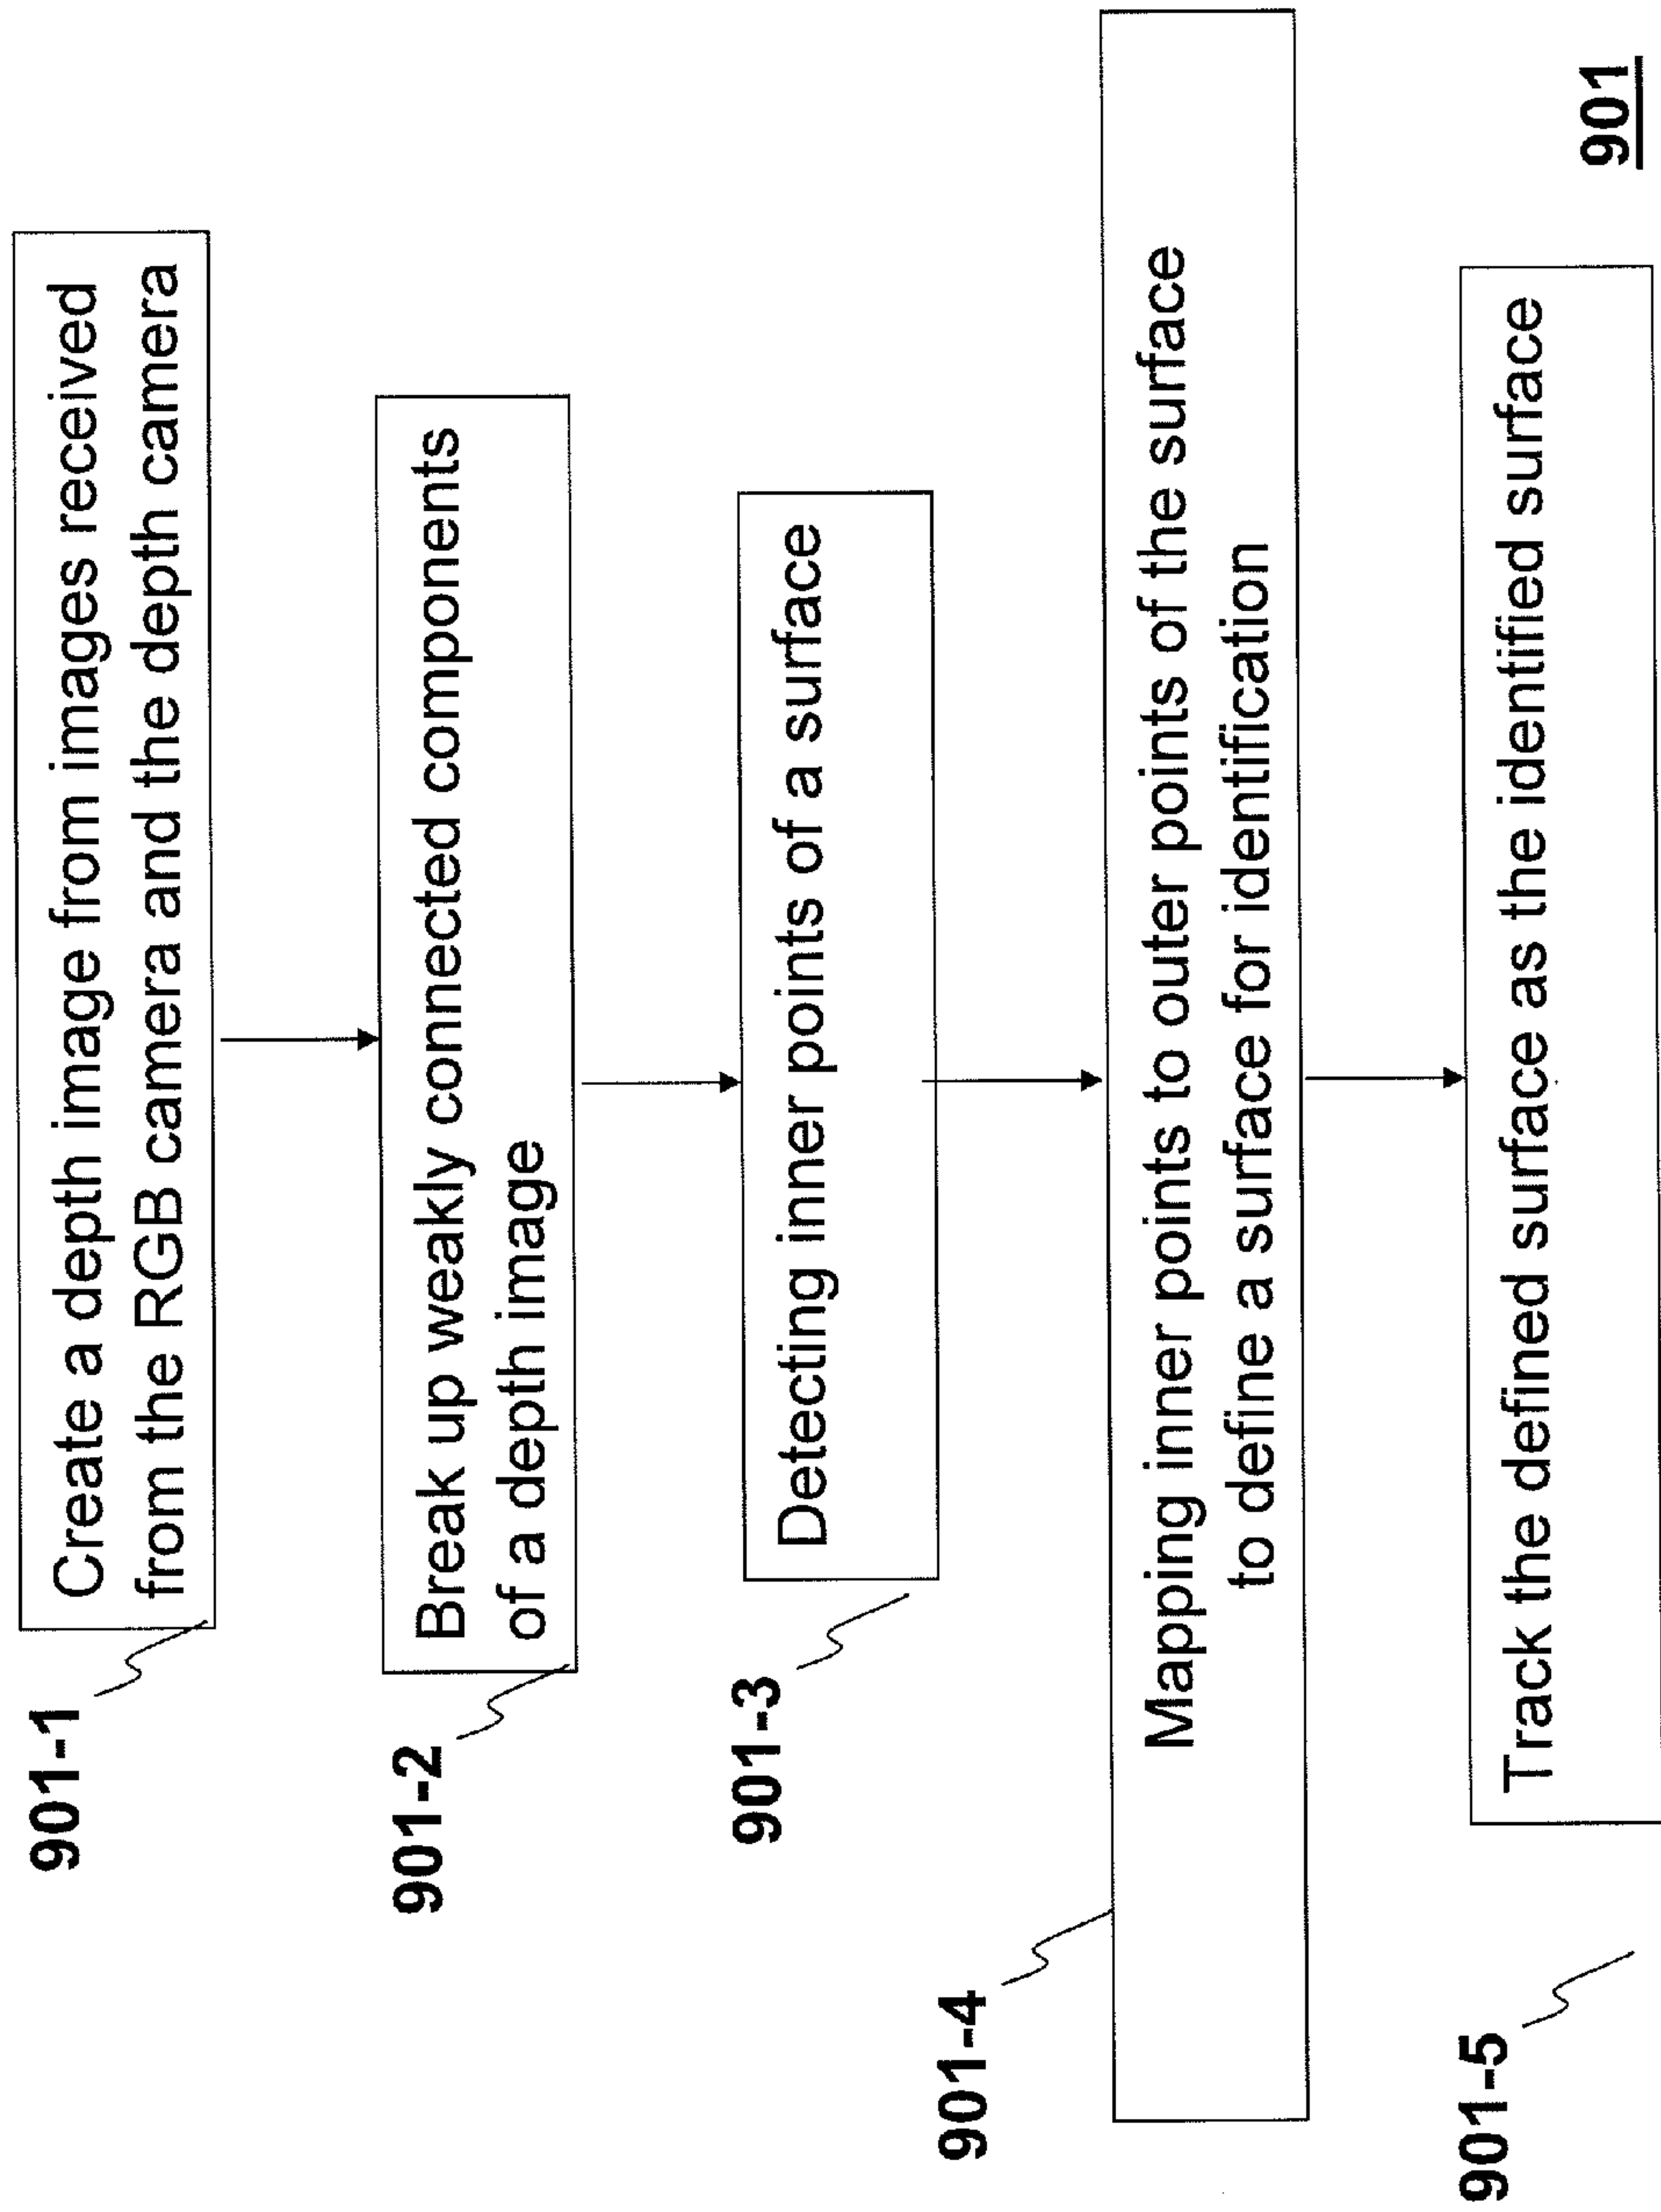 901-1
Create a depth image from images received
from the RGB camera and the depth camera
901-2
Break up weakly connected components
of a depth image
901-3
Detecting inner points of a surface
901-4
Mapping inner points to outer points of the surface
to define a surface for identification
901-5
Track the defined surface as the identified surface
901